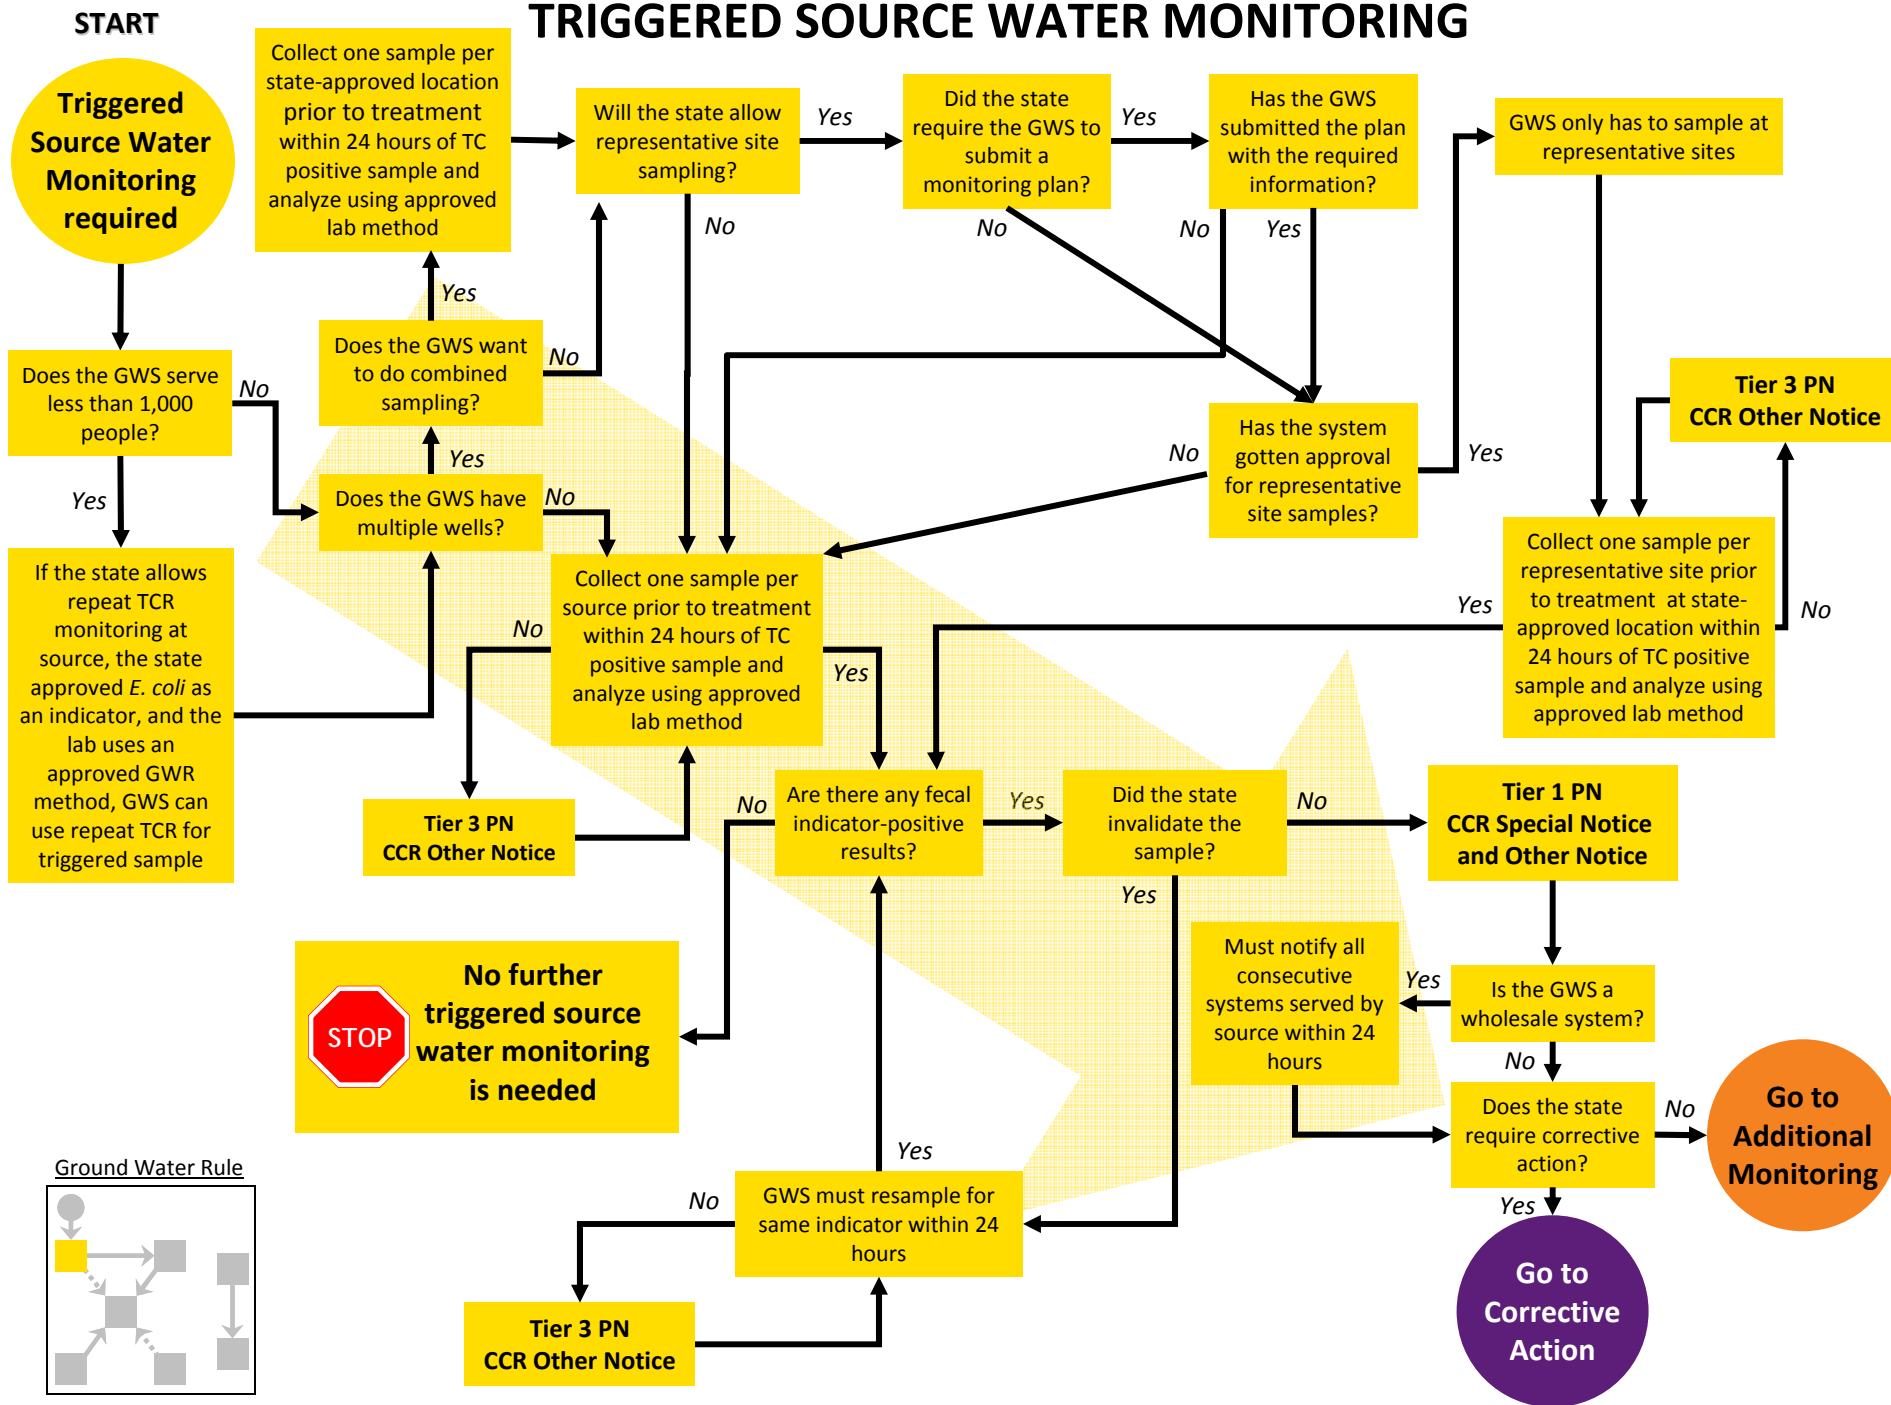 START
TRIGGERED SOURCE WATER MONITORING
Triggered
Source Water
Monitoring
required
Collect one sample per
state-approved location
prior to treatment
within 24 hours of TC
positive sample and
analyze using approved
lab method
Will the state allow
representative site
sampling?
Yes
No
Did the state
require the GWS to
submit a
monitoring plan?
Yes
No
Has the GWS
submitted the plan
with the required
information?
No
Yes
GWS only has to sample at
representative sites
Yes
Does the GWS want
to do combined
sampling?
No
Does the GWS serve
less than 1,000
people?
No
Yes
Yes
Does the GWS have
multiple wells?
No
Has the system
gotten approval
for representative
site samples?
No
Yes
Tier 3 PN
CCR Other Notice
If the state allows
repeat TCR
monitoring at
source, the state
approved E. coli as
an indicator, and the
lab uses an
approved GWR
method, GWS can
use repeat TCR for
triggered sample
Collect one sample per
source prior to treatment
within 24 hours of TC
positive sample and
analyze using approved
lab method
No
Yes
Collect one sample per
representative site prior
to treatment at state-
approved location within
24 hours of TC positive
sample and analyze using
approved lab method
Yes
No
Tier 3 PN
CCR Other Notice
Are there any fecal
indicator-positive
results?
No
Yes
Did the state
invalidate the
sample?
No
Yes
Tier 1 PN
CCR Special Notice
and Other Notice
STOP
No further
triggered source
water monitoring
is needed
Must notify all
consecutive
systems served by
source within 24
hours
Yes
Is the GWS a
wholesale system?
No
Does the state
require corrective
action?
No
Yes
Go to
Additional
Monitoring
Go to
Corrective
Action
Yes
GWS must resample for
same indicator within 24
hours
No
Tier 3 PN
CCR Other Notice
Ground Water Rule